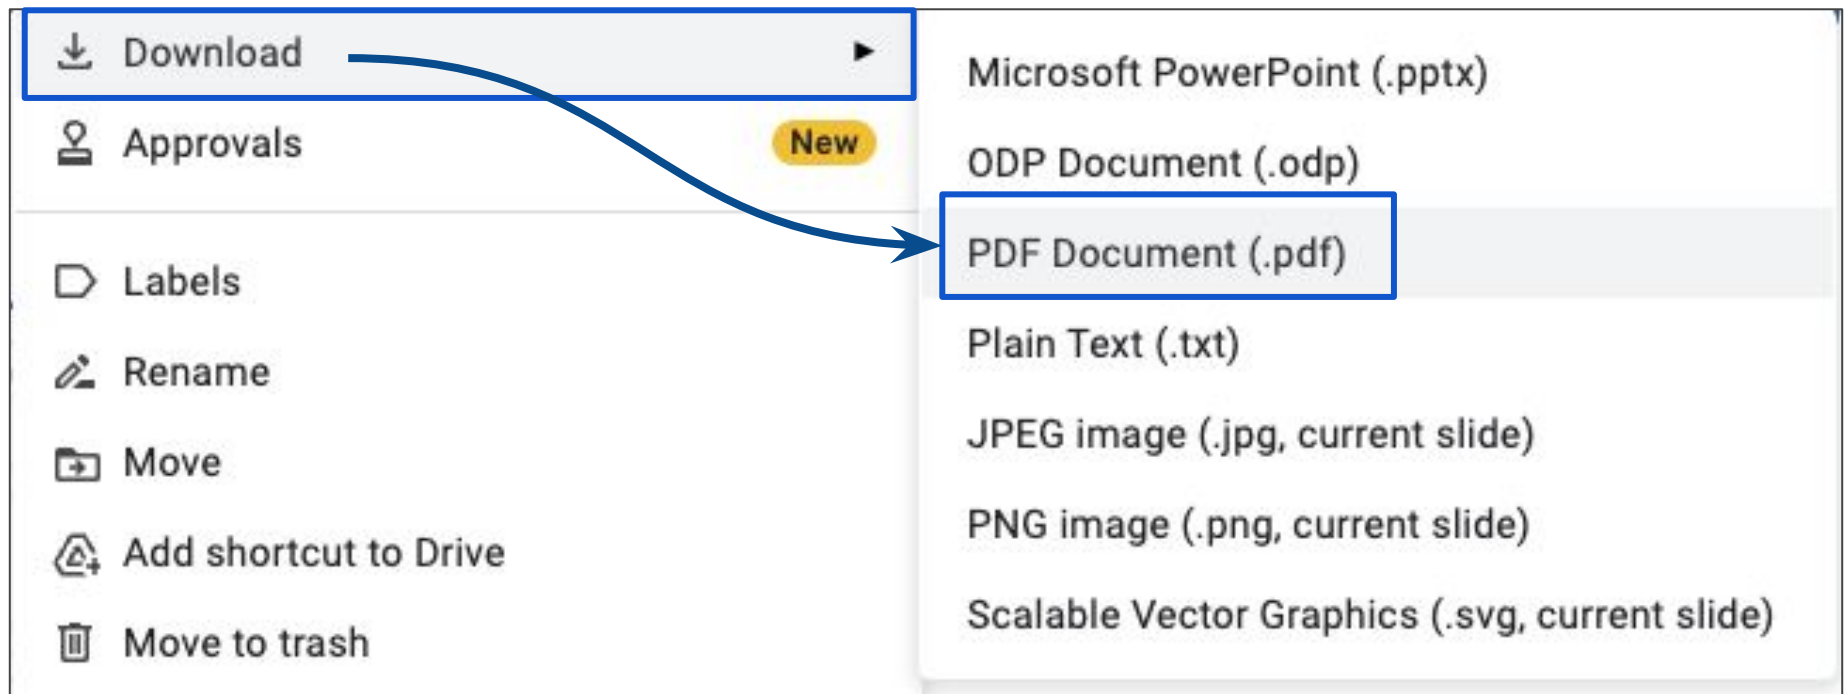 Download
Approvals
New
Labels
Rename
Move
Add shortcut to Drive
Move to trash
Microsoft PowerPoint (.pptx)
ODP Document (.odp)
PDF Document (.pdf)
Plain Text (.txt)
JPEG image (.jpg, current slide)
PNG image (.png, current slide)
Scalable Vector Graphics (.svg, current slide)